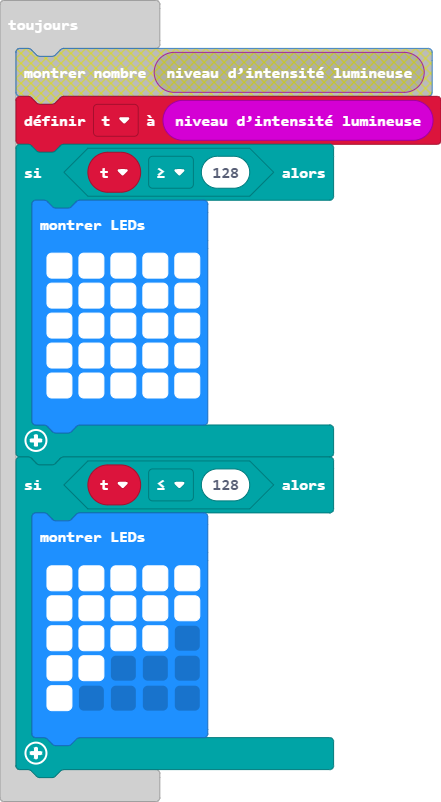 toujours
montrer nombre niveau d'intensité lumineuse
définir t à niveau d'intensité lumineuse
si t ≥ 128 alors
montrer LEDs
si t ≤ 128 alors
montrer LEDs